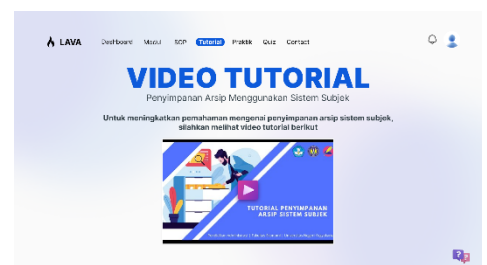 LAVA
Dashboard Modul SOP Tutorial Praktik Quiz Contact
VIDEO TUTORIAL
Penyimpanan Arsip Menggunakan Sistem Subjek
Untuk meningkatkan pemahaman mengenai penyimpanan arsip sistem subjek,
silahkan melihat video tutorial berikut
TUTORIAL PENYIMPANAN
ARSIP SISTEM SUBJEK